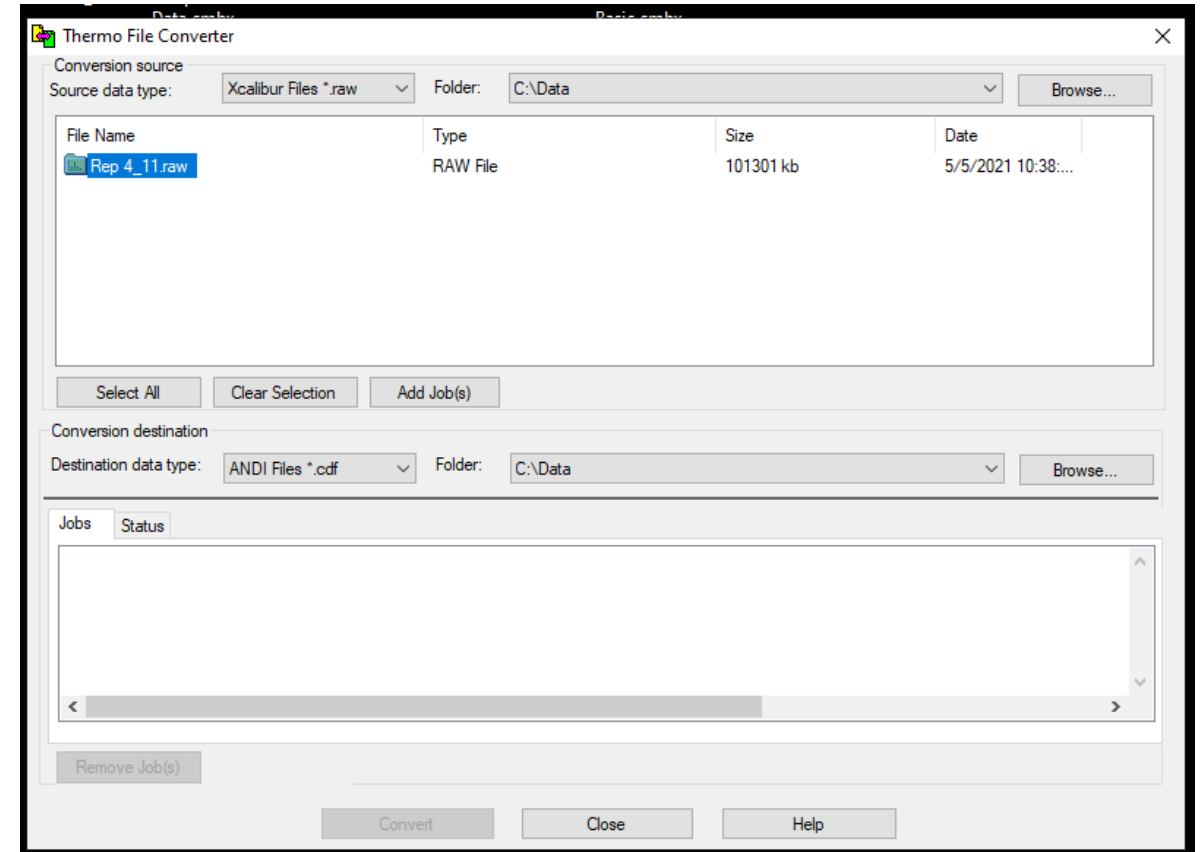 Thermo File Converter
Conversion source
Source data type: Xcalibur Files *.raw Folder: C:\Data Browse...
File Name Type Size Date
Rep 4_11.raw RAW File 101301 kb 5/5/2021 10:38:...
Select All Clear Selection Add Job(s)
Conversion destination
Destination data type: ANDI Files *.cdf Folder: C:\Data Browse...
Jobs Status
Remove Job(s)
Convert Close Help